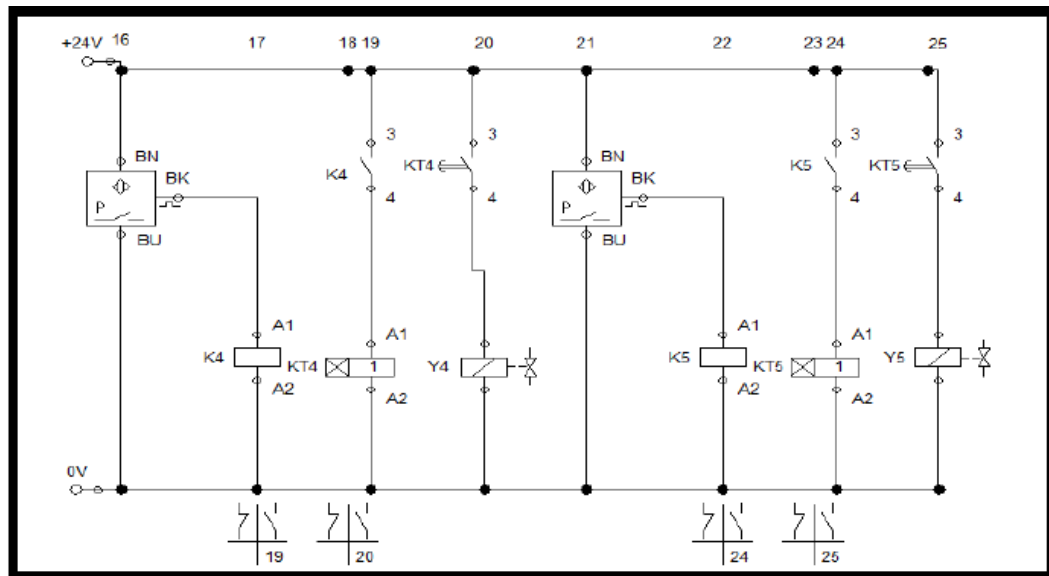 +24V 16 17 18 19 20 21 22 23 24 25
3 3 3 3
BN BN
K4 KT4 K5 KT5
BK BK
P 4 4 P 4 4
BU BU
A1 A1 A1 A1
K4 KT4 1 Y4 K5 KT5 1 Y5
A2 A2 A2 A2
0V
19 20 24 25